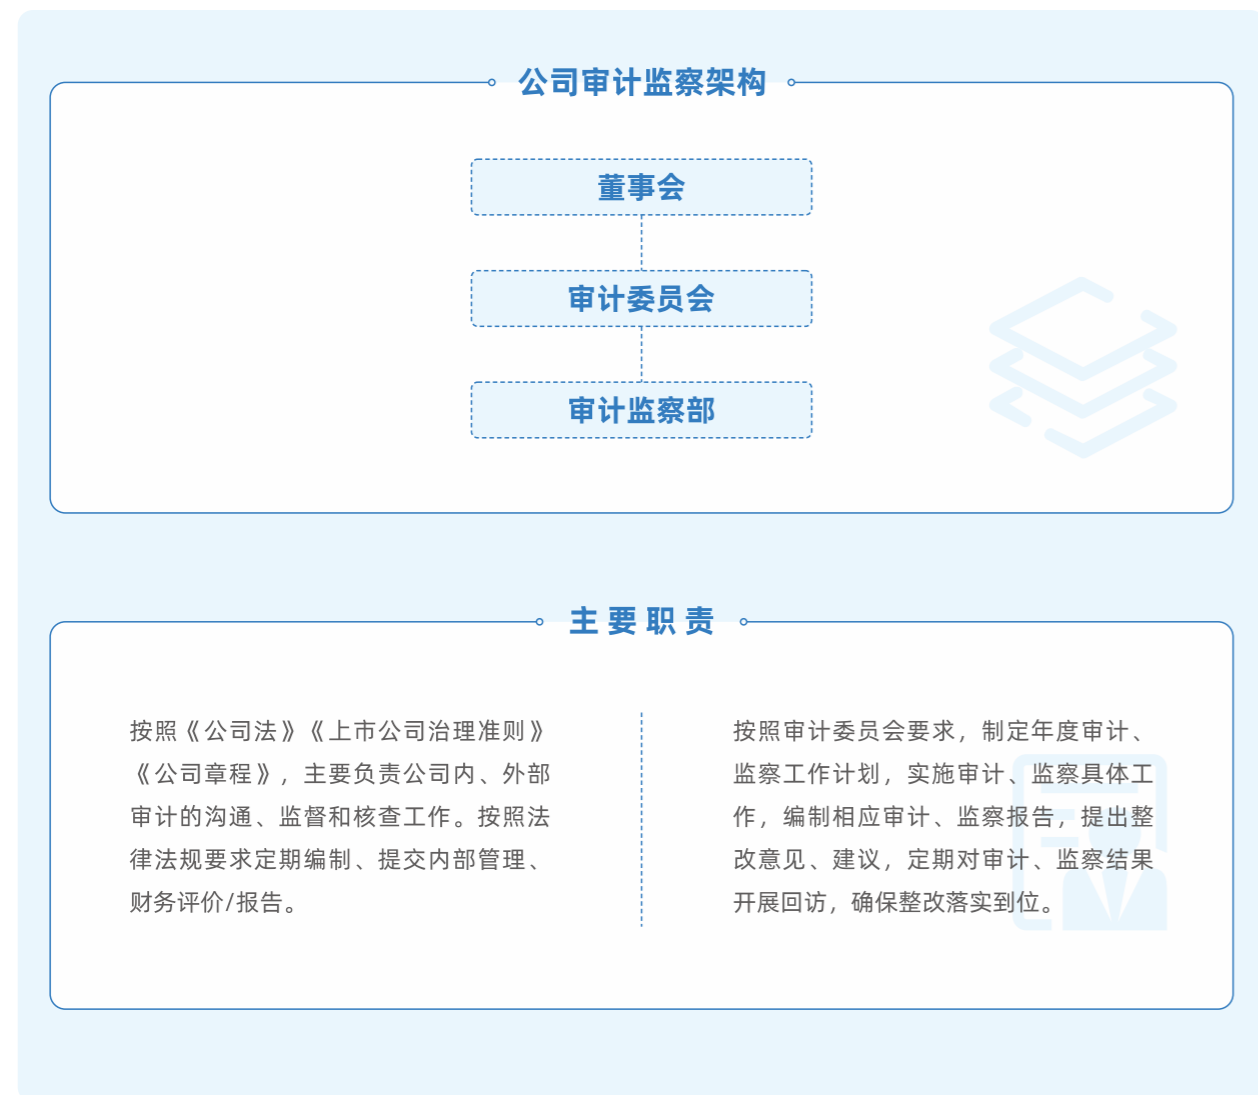 公司审计监察架构
董事会
审计委员会
审计监察部
主要职责
按照《公司法》《上市公司治理准则》
《公司章程》，主要负责公司内、外部
审计的沟通、监督和核查工作。按照法
律法规要求定期编制、提交内部管理、
财务评价/报告。
按照审计委员会要求，制定年度审计、
监察工作计划，实施审计、监察具体工
作，编制相应审计、监察报告，提出整
改意见、建议，定期对审计、监察结果
开展回访，确保整改落实到位。